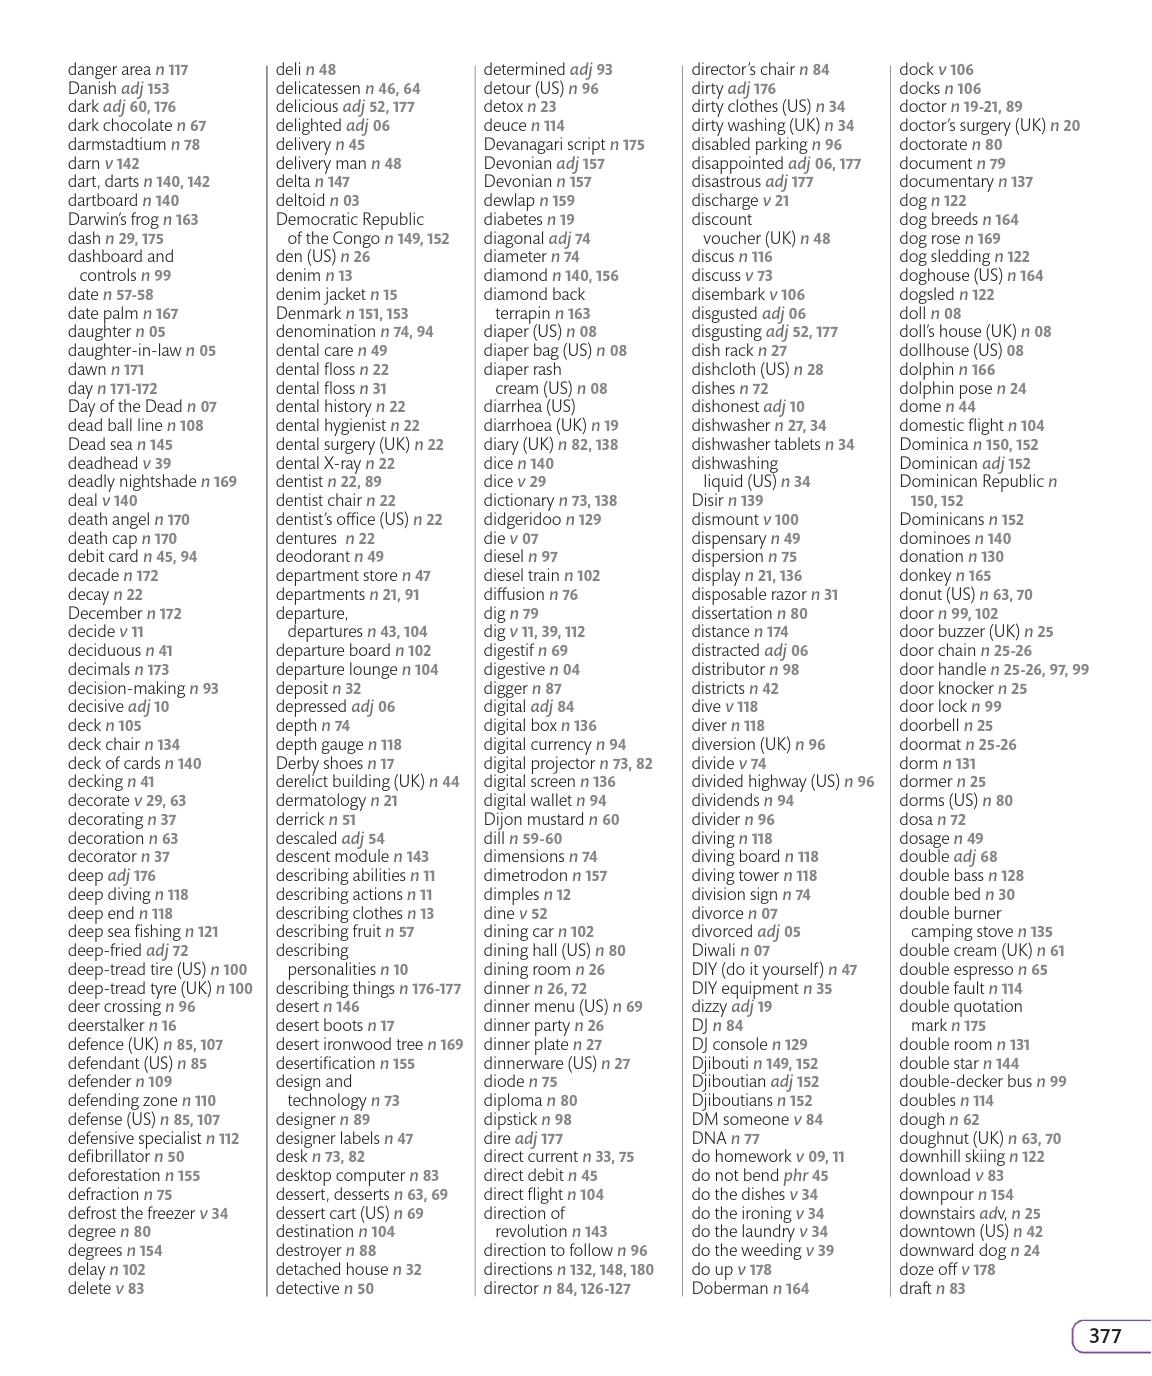 danger area n 117
Danish adj 153
dark adj 60, 176
dark chocolate n 67
darmstadtium n 78
darn v 142
dart, darts n 140, 142
dartboard n 140
Darwin’s frog n 163
dash n 29, 175
dashboard and
controls n 99
date n 57-58
date palm n 167
daughter n 05
daughter-in-law n 05
dawn n 171
day n 171-172
Day of the Dead n 07
dead ball line n 108
Dead sea n 145
deadhead v 39
deadly nightshade n 169
deal v 140
death angel n 170
death cap n 170
debit card n 45, 94
decade n 172
decay n 22
December n 172
decide v 11
deciduous n 41
decimals n 173
decision-making n 93
decisive adj 10
deck n 105
deck chair n 134
deck of cards n 140
decking n 41
decorate v 29, 63
decorating n 37
decoration n 63
decorator n 37
deep adj 176
deep diving n 118
deep end n 118
deep sea fishing n 121
deep-fried adj 72
deep-tread tire (US) n 100
deep-tread tyre (UK) n 100
deer crossing n 96
deerstalker n 16
defence (UK) n 85, 107
defendant (US) n 85
defender n 109
defending zone n 110
defense (US) n 85, 107
defensive specialist n 112
defibrillator n 50
deforestation n 155
defraction n 75
defrost the freezer v 34
degree n 80
degrees n 154
delay n 102
delete v 83
deli n 48
delicatessen n 46, 64
delicious adj 52, 177
delighted adj 06
delivery n 45
delivery man n 48
delta n 147
deltoid n 03
Democratic Republic
of the Congo n 149, 152
den (US) n 26
denim n 13
denim jacket n 15
Denmark n 151, 153
denomination n 74, 94
dental care n 49
dental floss n 22
dental floss n 31
dental history n 22
dental hygienist n 22
dental surgery (UK) n 22
dental X-ray n 22
dentist n 22, 89
dentist chair n 22
dentist’s office (US) n 22
dentures n 22
deodorant n 49
department store n 47
departments n 21, 91
departure,
departures n 43, 104
departure board n 102
departure lounge n 104
deposit n 32
depressed adj 06
depth n 74
depth gauge n 118
Derby shoes n 17
derelict building (UK) n 44
dermatology n 21
derrick n 51
descaled adj 54
descent module n 143
describing abilities n 11
describing actions n 11
describing clothes n 13
describing fruit n 57
describing
personalities n 10
describing things n 176-177
desert n 146
desert boots n 17
desert ironwood tree n 169
desertification n 155
design and
technology n 73
designer n 89
designer labels n 47
desk n 73, 82
desktop computer n 83
dessert, desserts n 63, 69
dessert cart (US) n 69
destination n 104
destroyer n 88
detached house n 32
detective n 50
determined adj 93
detour (US) n 96
detox n 23
deuce n 114
Devanagari script n 175
Devonian adj 157
Devonian n 157
dewlap n 159
diabetes n 19
diagonal adj 74
diameter n 74
diamond n 140, 156
diamond back
terrapin n 163
diaper (US) n 08
diaper bag (US) n 08
diaper rash
cream (US) n 08
diarrhea (US)
diarrhoea (UK) n 19
diary (UK) n 82, 138
dice n 140
dice v 29
dictionary n 73, 138
didgeridoo n 129
die v 07
diesel n 97
diesel train n 102
diffusion n 76
dig n 79
dig v 11, 39, 112
digestif n 69
digestive n 04
digger n 87
digital adj 84
digital box n 136
digital currency n 94
digital projector n 73, 82
digital screen n 136
digital wallet n 94
Dijon mustard n 60
dill n 59-60
dimensions n 74
dimetrodon n 157
dimples n 12
dine v 52
dining car n 102
dining hall (US) n 80
dining room n 26
dinner n 26, 72
dinner menu (US) n 69
dinner party n 26
dinner plate n 27
dinnerware (US) n 27
diode n 75
diploma n 80
dipstick n 98
dire adj 177
direct current n 33, 75
direct debit n 45
direct flight n 104
direction of
revolution n 143
direction to follow n 96
directions n 132, 148, 180
director n 84, 126-127
director’s chair n 84
dirty adj 176
dirty clothes (US) n 34
dirty washing (UK) n 34
disabled parking n 96
disappointed adj 06, 177
disastrous adj 177
discharge v 21
discount
voucher (UK) n 48
discus n 116
discuss v 73
disembark v 106
disgusted adj 06
disgusting adj 52, 177
dish rack n 27
dishcloth (US) n 28
dishes n 72
dishonest adj 10
dishwasher n 27, 34
dishwasher tablets n 34
dishwashing
liquid (US) n 34
Disir n 139
dismount v 100
dispensary n 49
dispersion n 75
display n 21, 136
disposable razor n 31
dissertation n 80
distance n 174
distracted adj 06
distributor n 98
districts n 42
dive v 118
diver n 118
diversion (UK) n 96
divide v 74
divided highway (US) n 96
dividends n 94
divider n 96
diving n 118
diving board n 118
diving tower n 118
division sign n 74
divorce n 07
divorced adj 05
Diwali n 07
DIY (do it yourself) n 47
DIY equipment n 35
dizzy adj 19
DJ n 84
DJ console n 129
Djibouti n 149, 152
Djiboutian adj 152
Djiboutians n 152
DM someone v 84
DNA n 77
do homework v 09, 11
do not bend phr 45
do the dishes v 34
do the ironing v 34
do the laundry v 34
do the weeding v 39
do up v 178
Doberman n 164
dock v 106
docks n 106
doctor n 19-21, 89
doctor’s surgery (UK) n 20
doctorate n 80
document n 79
documentary n 137
dog n 122
dog breeds n 164
dog rose n 169
dog sledding n 122
doghouse (US) n 164
dogsled n 122
doll n 08
doll’s house (UK) n 08
dollhouse (US) 08
dolphin n 166
dolphin pose n 24
dome n 44
domestic flight n 104
Dominica n 150, 152
Dominican adj 152
Dominican Republic n
150, 152
Dominicans n 152
dominoes n 140
donation n 130
donkey n 165
donut (US) n 63, 70
door n 99, 102
door buzzer (UK) n 25
door chain n 25-26
door handle n 25-26, 97, 99
door knocker n 25
door lock n 99
doorbell n 25
doormat n 25-26
dorm n 131
dormer n 25
dorms (US) n 80
dosa n 72
dosage n 49
double adj 68
double bass n 128
double bed n 30
double burner
camping stove n 135
double cream (UK) n 61
double espresso n 65
double fault n 114
double quotation
mark n 175
double room n 131
double star n 144
double-decker bus n 99
doubles n 114
dough n 62
doughnut (UK) n 63, 70
downhill skiing n 122
download v 83
downpour n 154
downstairs adv, n 25
downtown (US) n 42
downward dog n 24
doze off v 178
draft n 83
377